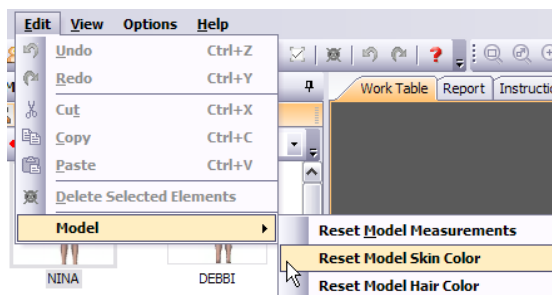 Edit View Options Help
Undo Ctrl+Z
Redo Ctrl+Y
Work Table Report
Cut Ctrl+X
Copy Ctrl+C
Paste Ctrl+V
Delete Selected Elements
Model
Reset Model Measurements
Reset Model Skin Color
NINA DEBBI
Reset Model Hair Color